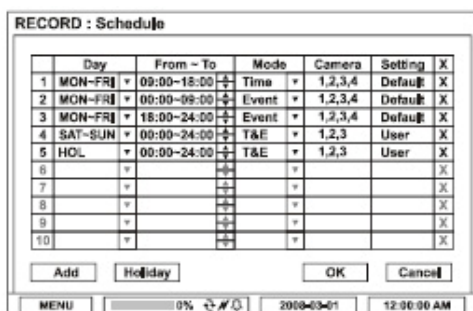 RECORD : Schedule
Day From ~ To Mode Camera Setting X
1 MON~FRI 09:00~18:00 Time 1,2,3,4 Default X
2 MON~FRI 00:00~09:00 Event 1,2,3,4 Default X
3 MON~FRI 18:00~24:00 Event 1,2,3,4 Default X
4 SAT~SUN 00:00~24:00 T&E 1,2,3 User X
5 HOL 00:00~24:00 T&E 1,2,3 User X
6 X
7 X
8 X
9 X
10 X
Add Holiday OK Cancel
MENU 0% 2008-03-01 12:00:00 AM